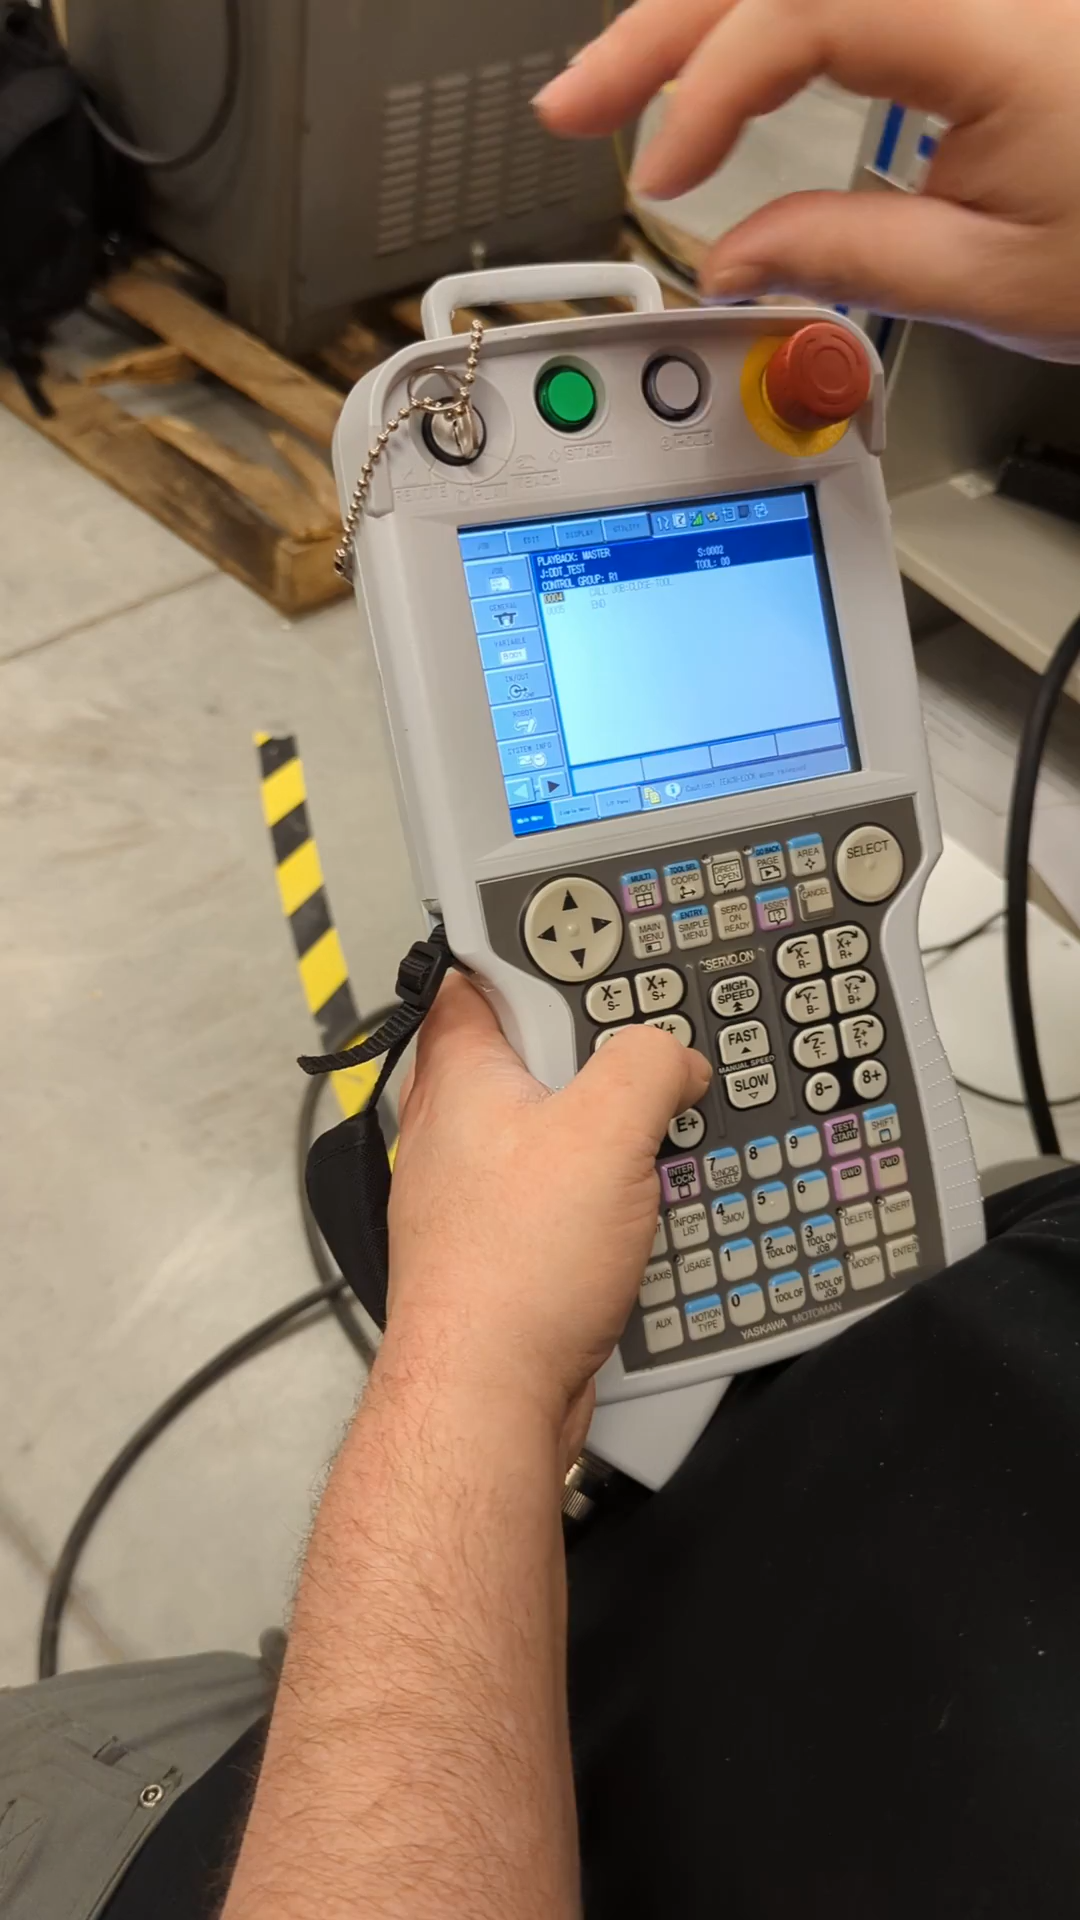 START
HOLD
REMOTE
PLAY
TEACH
JOB
EDIT
DISPLAY
UTILITY
PLAYBACK: MASTER
S:0002
J:DDT_TEST
TOOL: 00
CONTROL GROUP: R1
0004 CALL JOB:CLOSE-TOOL
0005 END
JOB
GENERAL
VARIABLE
B001
IN/OUT
ROBOT
SYSTEM INFO
Main Menu
MULTI
LAYOUT
TOOL SEL
COORD
DIRECT
OPEN
GO BACK
PAGE
AREA
SELECT
MAIN
MENU
ENTRY
SIMPLE
MENU
SERVO
ON
READY
ASSIST
CANCEL
SERVO ON
X-
S-
X+
S+
HIGH
SPEED
X-
R-
X+
R+
Y+
Y-
B-
Y+
B+
FAST
MANUAL SPEED
SLOW
Z-
T-
Z+
T+
E+
8-
8+
INTER
LOCK
7
SYNCRO
SINGLE
8
9
TEST
START
SHIFT
INFORM
LIST
4
SMOV
5
6
BWD
FWD
EX.AXIS
USAGE
1
2
TOOL ON
3
TOOL ON
JOB
DELETE
INSERT
AUX
MOTION
TYPE
0
.
TOOL OF
-
TOOL OF
JOB
MODIFY
ENTER
YASKAWA MOTOMAN